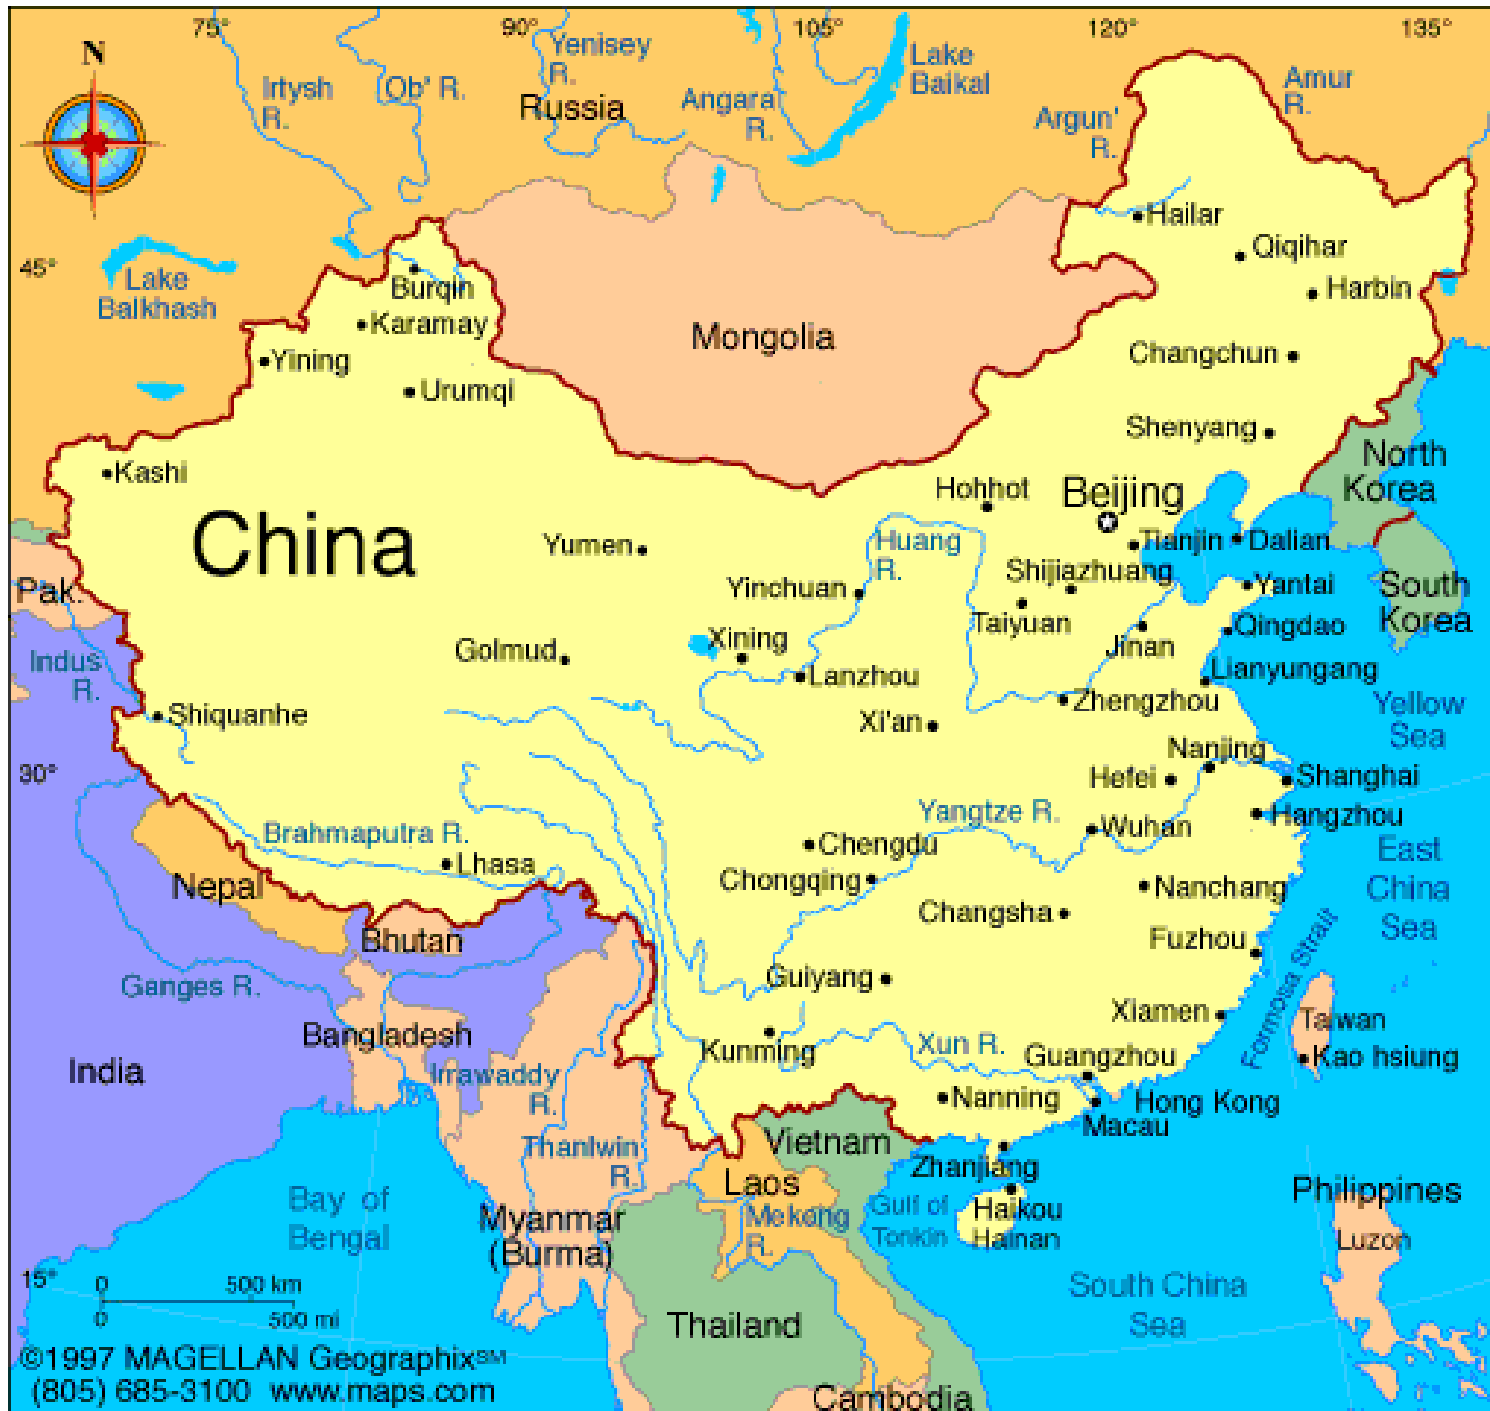 75°
90°
105°
120°
135°
N
Irtysh
R.
Ob' R.
Yenisey
R.
Russia
Angara
R.
Lake
Baikal
Argun'
R.
Amur
R.
Hailar
Qiqihar
Harbin
45°
Lake
Balkhash
Burqin
Karamay
Yining
Urumqi
Mongolia
Changchun
Shenyang
Kashi
China
Hohhot
Beijing
North
Korea
Yumen
Huang
R.
Tianjin
Dalian
Pak.
Yinchuan
Shijiazhuang
Yantai
South
Korea
Taiyuan
Jinan
Qingdao
Indus
R.
Golmud
Xining
Lanzhou
Lianyungang
Shiquanhe
Xi'an
Zhengzhou
Yellow
Sea
Nanjing
30°
Hefei
Shanghai
Brahmaputra R.
Yangtze R.
Wuhan
Hangzhou
Lhasa
Chengdu
East
China
Sea
Nepal
Chongqing
Nanchang
Changsha
Bhutan
Fuzhou
Ganges R.
Guiyang
Formosa Strait
Xiamen
Taiwan
Bangladesh
Kunming
Xun R.
Guangzhou
Kao hsiung
India
Irrawaddy
R.
Nanning
Hong Kong
Macau
Thanlwin
R.
Vietnam
Zhanjiang
Laos
Bay of
Bengal
Myanmar
(Burma)
Mekong
R.
Gulf of
Tonkin
Haikou
Hainan
Philippines
Luzon
15°
0
500 km
0
500 mi
South China
Sea
Thailand
©1997 MAGELLAN Geographix℠
(805) 685-3100 www.maps.com
Cambodia